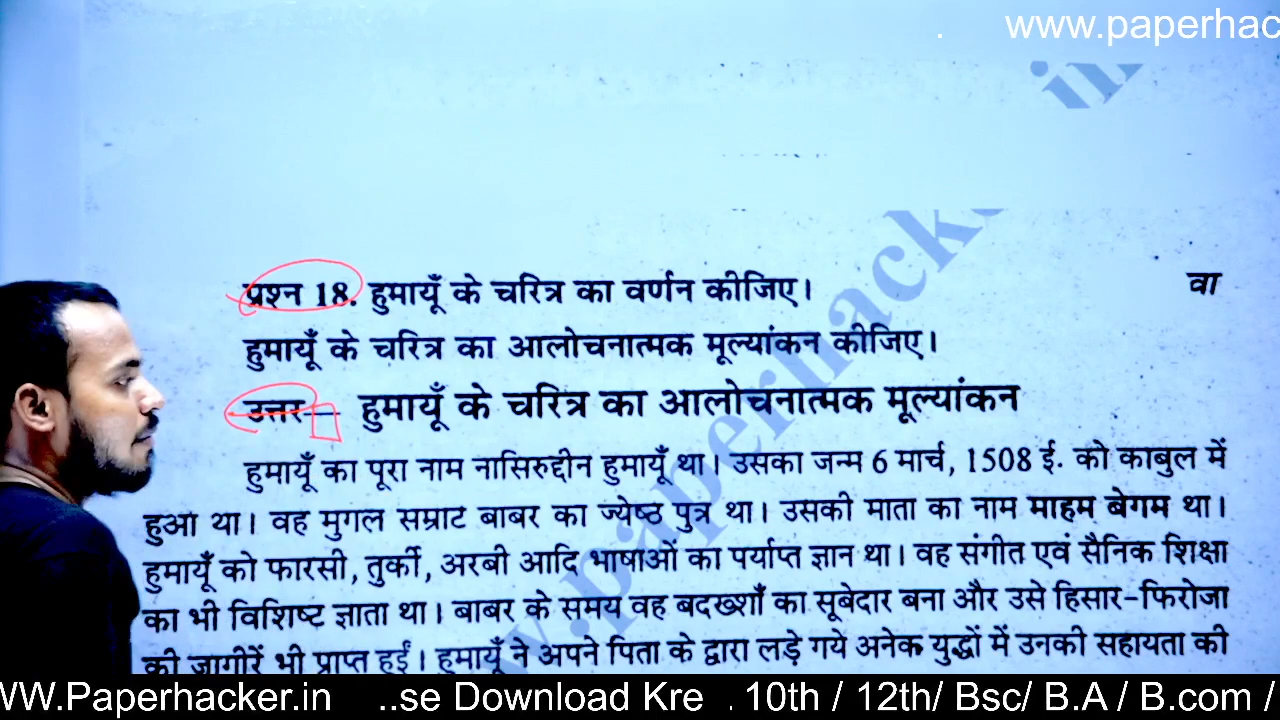 www.paperhac
in
प्रश्न 18. हुमायूँ के चरित्र का वर्णन कीजिए। वा
हुमायूँ के चरित्र का आलोचनात्मक मूल्यांकन कीजिए।
उत्तर— हुमायूँ के चरित्र का आलोचनात्मक मूल्यांकन
हुमायूँ का पूरा नाम नासिरुद्दीन हुमायूँ था। उसका जन्म 6 मार्च, 1508 ई. को काबुल में
हुआ था। वह मुगल सम्राट बाबर का ज्येष्ठ पुत्र था। उसकी माता का नाम माहम बेगम था।
हुमायूँ को फारसी, तुर्की, अरबी आदि भाषाओं का पर्याप्त ज्ञान था। वह संगीत एवं सैनिक शिक्षा
का भी विशिष्ट ज्ञाता था। बाबर के समय वह बदख्शाँ का सूबेदार बना और उसे हिसार-फिरोजा
की जागीरें भी प्राप्त हुईं। हुमायूँ ने अपने पिता के द्वारा लड़े गये अनेक युद्धों में उनकी सहायता की
w.paperhack
WW.Paperhacker.in ..se Download Kre . 10th / 12th/ Bsc/ B.A / B.com /